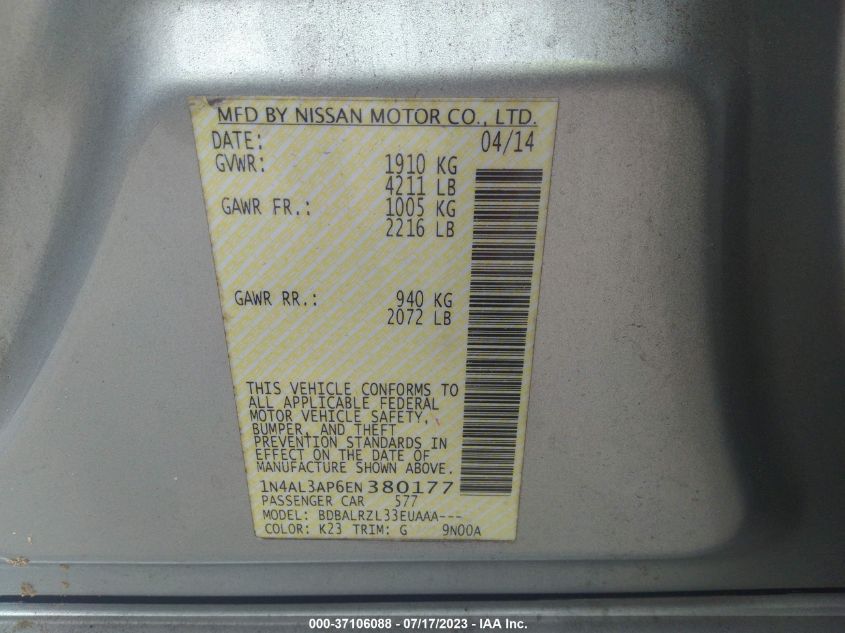 MFD BY NISSAN MOTOR CO., LTD.
DATE: 04/14
GVWR: 1910 KG
4211 LB
GAWR FR.: 1005 KG
2216 LB
GAWR RR.: 940 KG
2072 LB
THIS VEHICLE CONFORMS TO
ALL APPLICABLE FEDERAL
MOTOR VEHICLE SAFETY,
BUMPER, AND THEFT
PREVENTION STANDARDS IN
EFFECT ON THE DATE OF
MANUFACTURE SHOWN ABOVE.
1N4AL3AP6EN380177
PASSENGER CAR 577
MODEL: BDBALRZL33EUAAA---
COLOR: K23 TRIM: G 9N00A
000-37106088 - 07/17/2023 - IAA Inc.